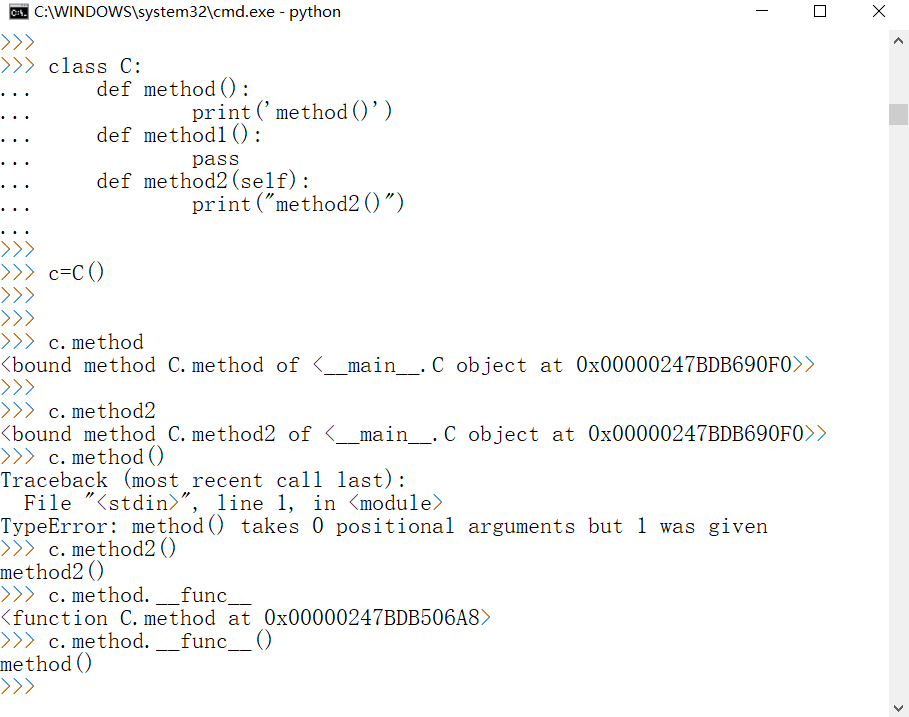 C:\WINDOWS\system32\cmd.exe - python
>>>
>>> class C:
...     def method():
...             print('method()')
...     def method1():
...             pass
...     def method2(self):
...             print("method2()")
...
>>>
>>> c=C()
>>>
>>>
>>> c.method
<bound method C.method of <__main__.C object at 0x00000247BDB690F0>>
>>>
>>> c.method2
<bound method C.method2 of <__main__.C object at 0x00000247BDB690F0>>
>>> c.method()
Traceback (most recent call last):
  File "<stdin>", line 1, in <module>
TypeError: method() takes 0 positional arguments but 1 was given
>>> c.method2()
method2()
>>> c.method.__func__
<function C.method at 0x00000247BDB506A8>
>>> c.method.__func__()
method()
>>>